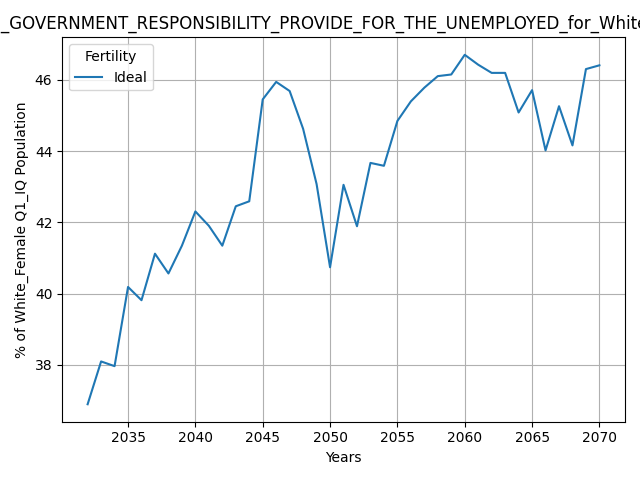 _GOVERNMENT_RESPONSIBILITY_PROVIDE_FOR_THE_UNEMPLOYED_for_White
Fertility
Ideal
% of White_Female Q1_IQ Population
46
44
42
40
38
2035 2040 2045 2050 2055 2060 2065 2070
Years